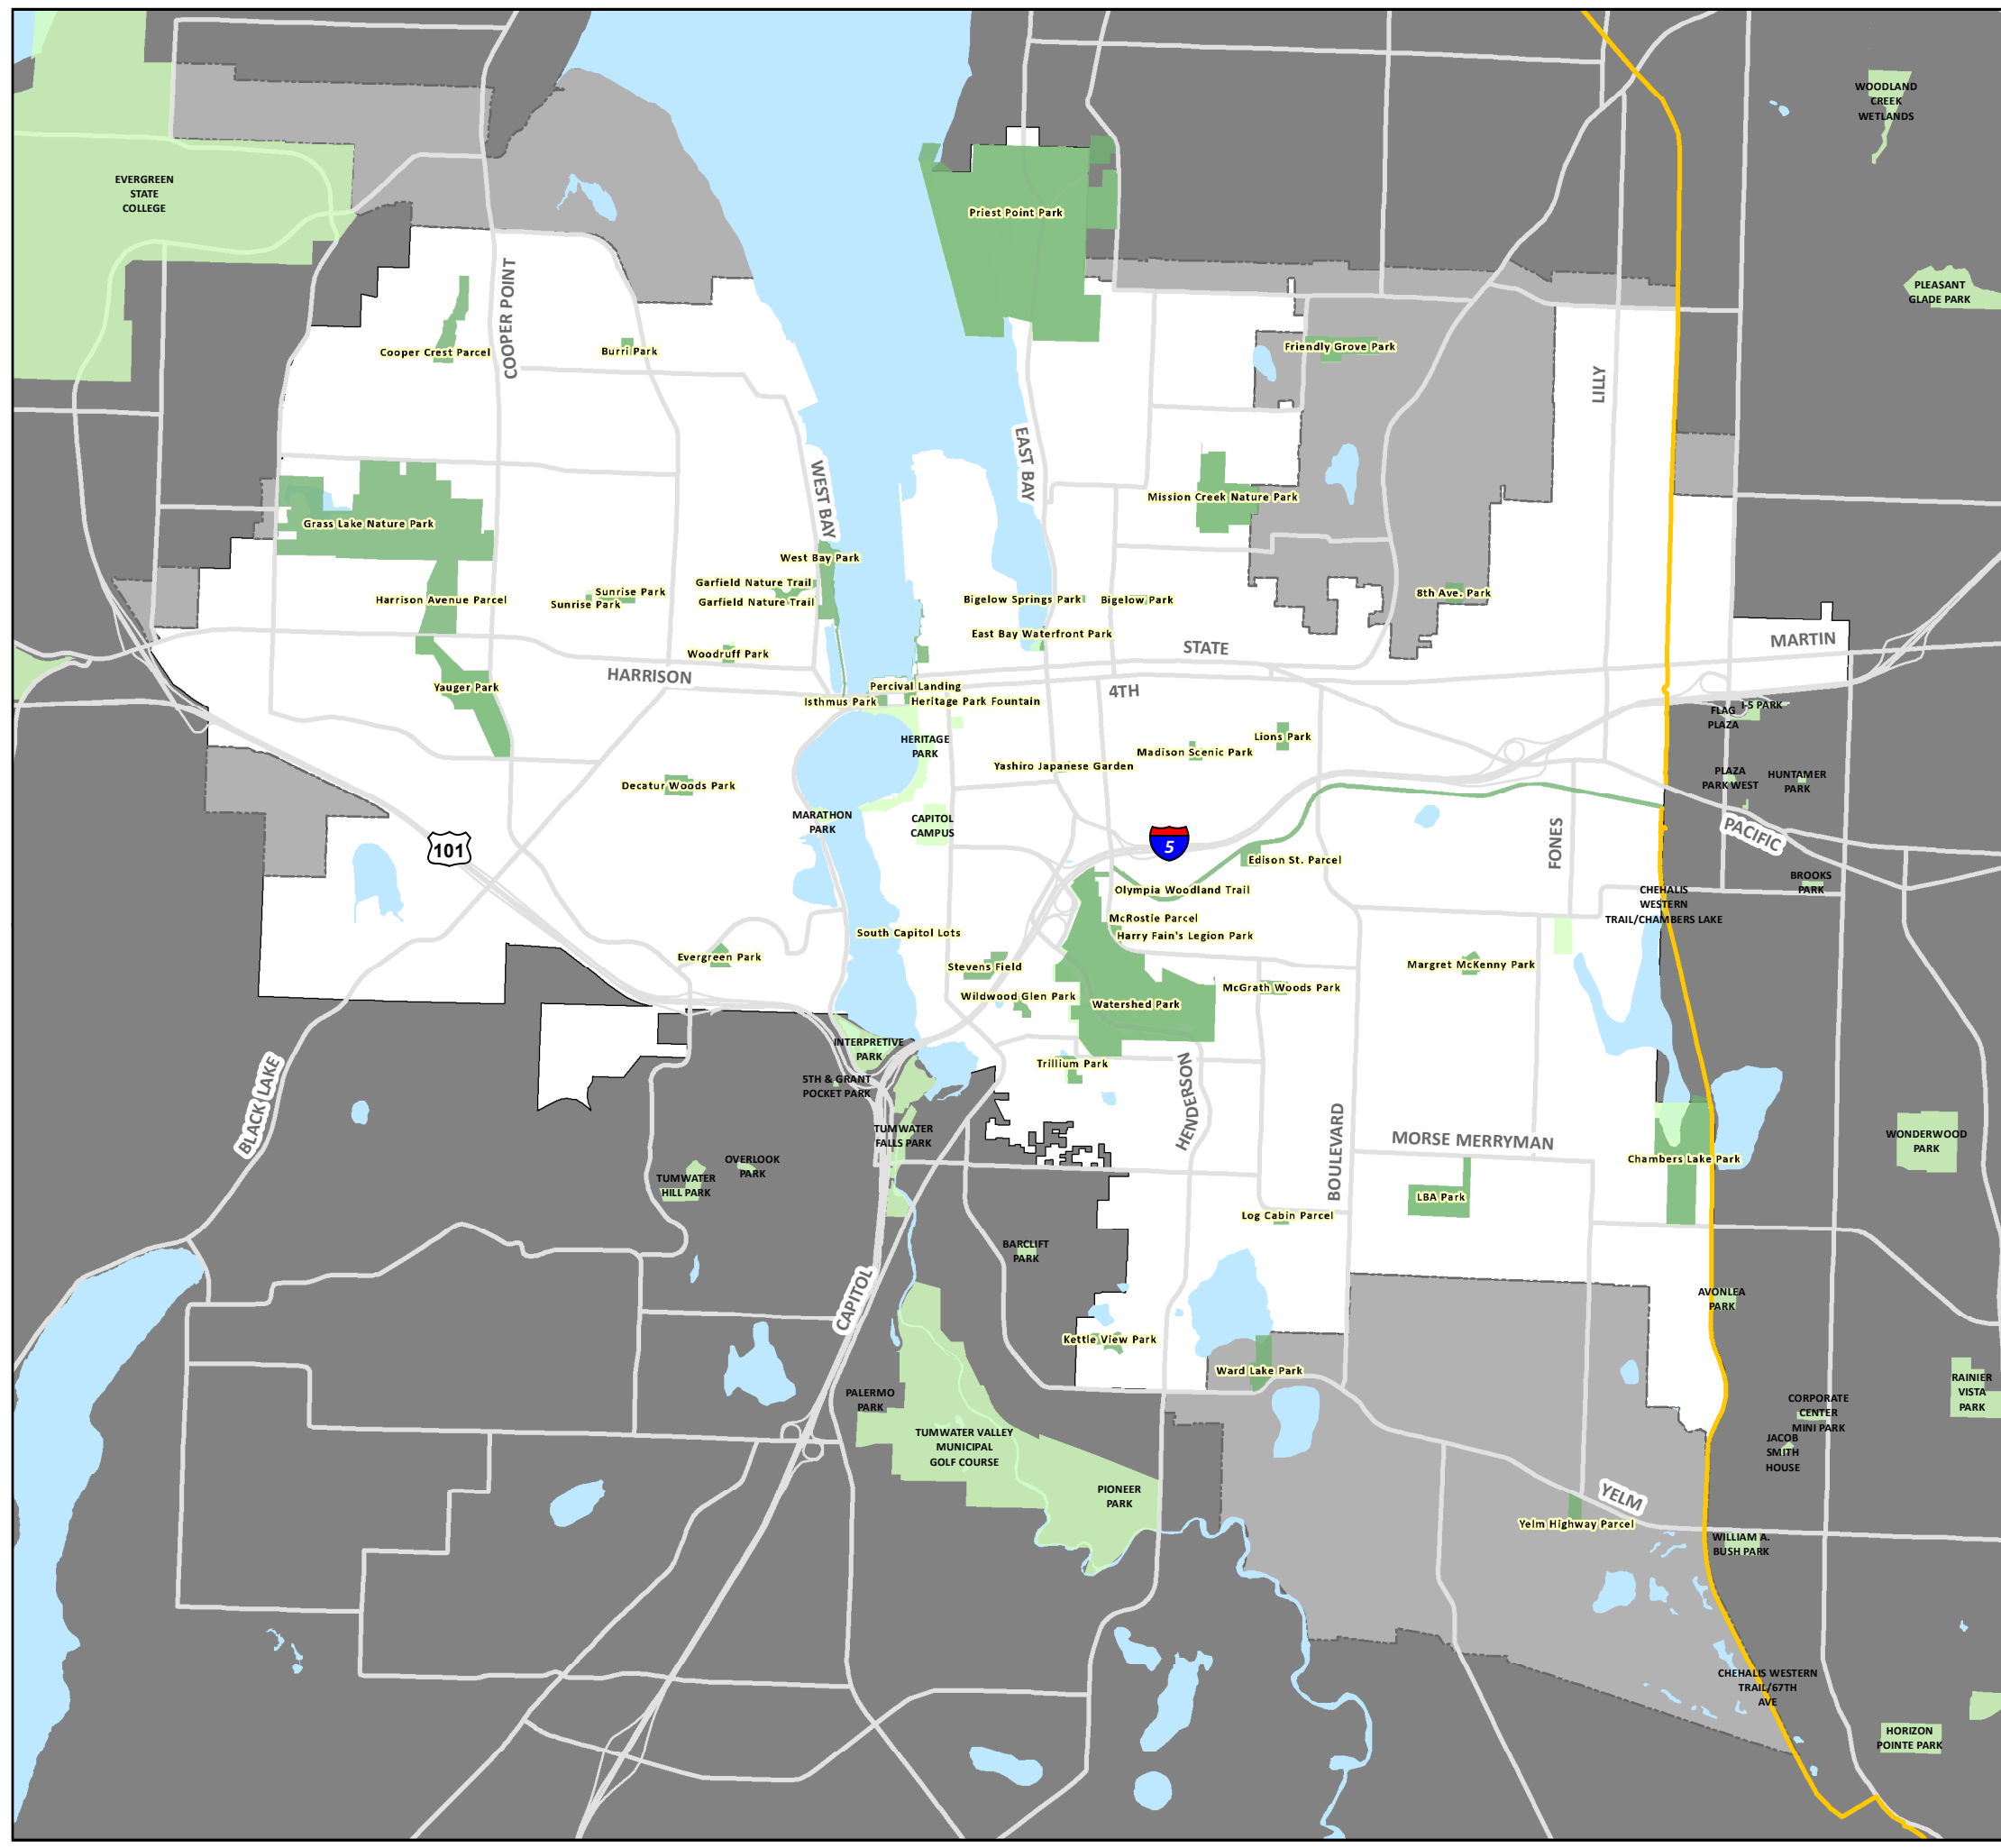 WOODLAND
CREEK
WETLANDS
EVERGREEN
STATE
COLLEGE
Priest Point Park
PLEASANT
GLADE PARK
COOPER POINT
Cooper Crest Parcel
Burri Park
Friendly Grove Park
LILLY
WEST BAY
EAST BAY
Mission Creek Nature Park
Grass Lake Nature Park
West Bay Park
Garfield Nature Trail
Garfield Nature Trail
Sunrise Park
Sunrise Park
Harrison Avenue Parcel
Bigelow Springs Park
Bigelow Park
8th Ave. Park
East Bay Waterfront Park
STATE
MARTIN
Woodruff Park
HARRISON
Yauger Park
Percival Landing
Isthmus Park
Heritage Park Fountain
4TH
I-5 PARK
FLAG
PLAZA
HERITAGE
PARK
Lions Park
Madison Scenic Park
Yashiro Japanese Garden
Decatur Woods Park
PLAZA
PARK WEST
HUNTAMER
PARK
MARATHON
PARK
CAPITOL
CAMPUS
PACIFIC
101
5
FONES
Edison St. Parcel
BROOKS
PARK
Olympia Woodland Trail
CHEHALIS
WESTERN
TRAIL/CHAMBERS LAKE
McRostie Parcel
Harry Fain's Legion Park
South Capitol Lots
Evergreen Park
Stevens Field
Margret McKenny Park
McGrath Woods Park
Wildwood Glen Park
Watershed Park
INTERPRETIVE
PARK
Trillium Park
5TH & GRANT
POCKET PARK
BLACK LAKE
HENDERSON
BOULEVARD
TUMWATER
FALLS PARK
MORSE MERRYMAN
WONDERWOOD
PARK
OVERLOOK
PARK
TUMWATER
HILL PARK
Chambers Lake Park
LBA Park
Log Cabin Parcel
BARCLIFT
PARK
CAPITOL
AVONLEA
PARK
Kettle View Park
Ward Lake Park
PALERMO
PARK
RAINIER
VISTA
PARK
CORPORATE
CENTER
MINI PARK
TUMWATER VALLEY
MUNICIPAL
GOLF COURSE
JACOB
SMITH
HOUSE
PIONEER
PARK
YELM
Yelm Highway Parcel
WILLIAM A.
BUSH PARK
CHEHALIS WESTERN
TRAIL/67TH
AVE
HORIZON
POINTE PARK